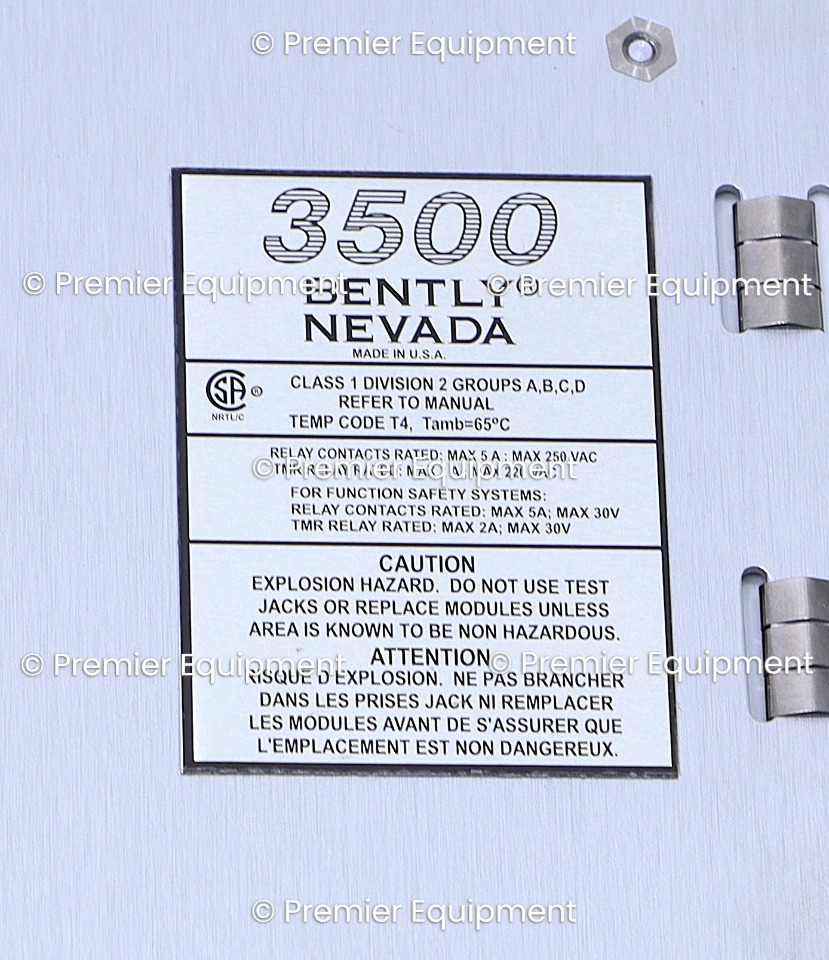 © Premier Equipment
3500
© Premier Equipment
© Premier Equipment
BENTLY®
NEVADA
MADE IN U.S.A.
CSA ®
NRTL/C
CLASS 1 DIVISION 2 GROUPS A,B,C,D
REFER TO MANUAL
TEMP CODE T4, Tamb=65°C
RELAY CONTACTS RATED: MAX 5 A : MAX 250 VAC
© Premier Equipment
TMR RELAY RATED: MAX
FOR FUNCTION SAFETY SYSTEMS:
RELAY CONTACTS RATED: MAX 5A; MAX 30V
TMR RELAY RATED: MAX 2A; MAX 30V
CAUTION
EXPLOSION HAZARD. DO NOT USE TEST
JACKS OR REPLACE MODULES UNLESS
AREA IS KNOWN TO BE NON HAZARDOUS.
ATTENTION
© Premier Equipment
© Premier Equipment
RISQUE D'EXPLOSION. NE PAS BRANCHER
DANS LES PRISES JACK NI REMPLACER
LES MODULES AVANT DE S'ASSURER QUE
L'EMPLACEMENT EST NON DANGEREUX.
© Premier Equipment